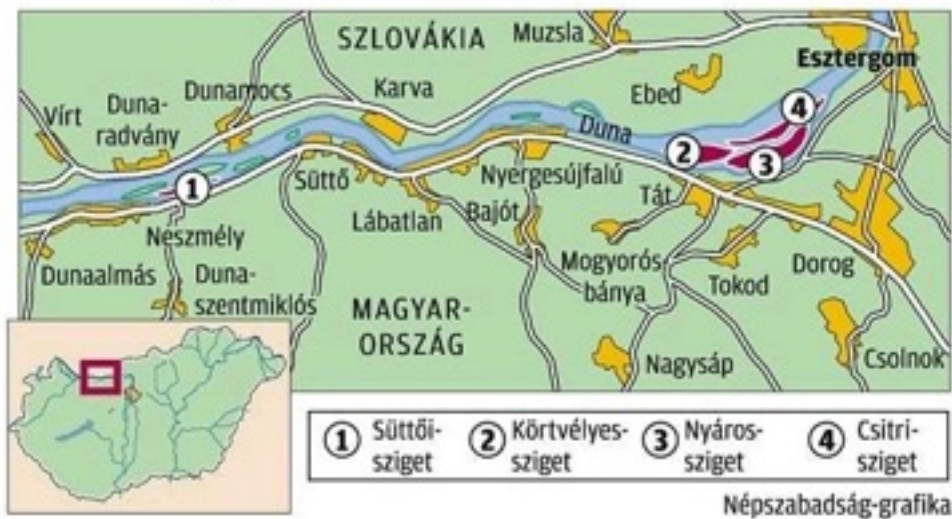 SZLOVÁKIA
Muzsla
Esztergom
Duna-
radvány
Dunamocs
Karva
Ebed
Vírt
Duna
4
2
3
1
Süttő
Nyergesújfalú
Lábatlan
Bajót
Tát
Neszmély
Dunaalmás
Duna-
szentmiklós
Mogyorós
bánya
Tokod
Dorog
MAGYAR-
ORSZÁG
Nagysáp
Csolnok
1 Süttői-
sziget
2 Körtvélyes-
sziget
3 Nyáros-
sziget
4 Csitri-
sziget
Népszabadság-grafika